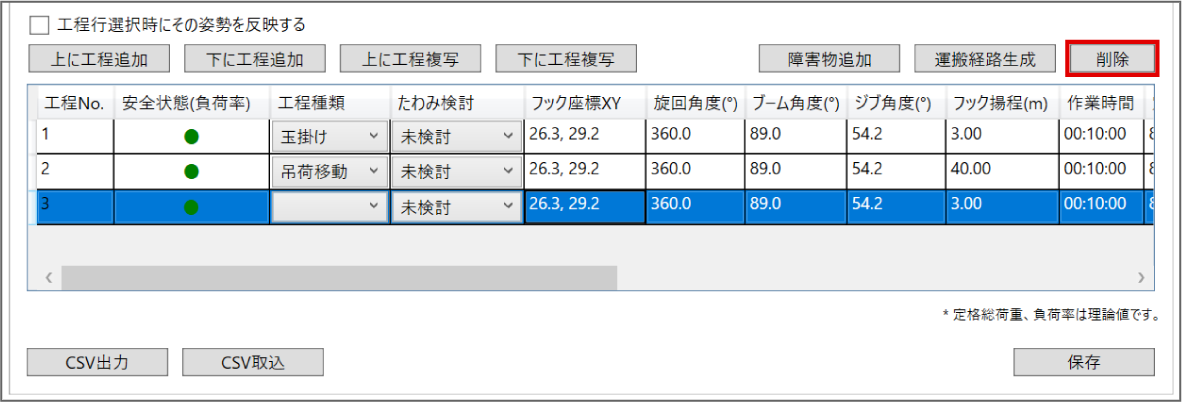 工程行選択時にその姿勢を反映する
上に工程追加 下に工程追加 上に工程複写 下に工程複写 障害物追加 運搬経路生成 削除
工程No. 安全状態(負荷率) 工程種類 たわみ検討 フック座標XY 旋回角度(°) ブーム角度(°) ジブ角度(°) フック揚程(m) 作業時間
1 玉掛け 未検討 26.3, 29.2 360.0 89.0 54.2 3.00 00:10:00
2 吊荷移動 未検討 26.3, 29.2 360.0 89.0 54.2 40.00 00:10:00
3 未検討 26.3, 29.2 360.0 89.0 54.2 3.00 00:10:00
* 定格総荷重、負荷率は理論値です。
CSV出力 CSV取込 保存